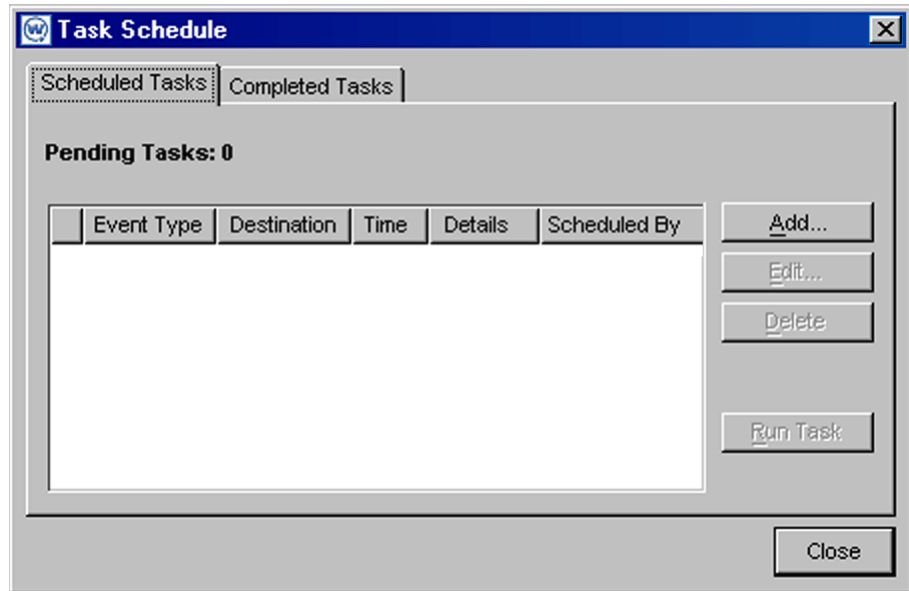 Task Schedule
Scheduled Tasks Completed Tasks
Pending Tasks: 0
Event Type Destination Time Details Scheduled By
Add...
Edit...
Delete
Run Task
Close